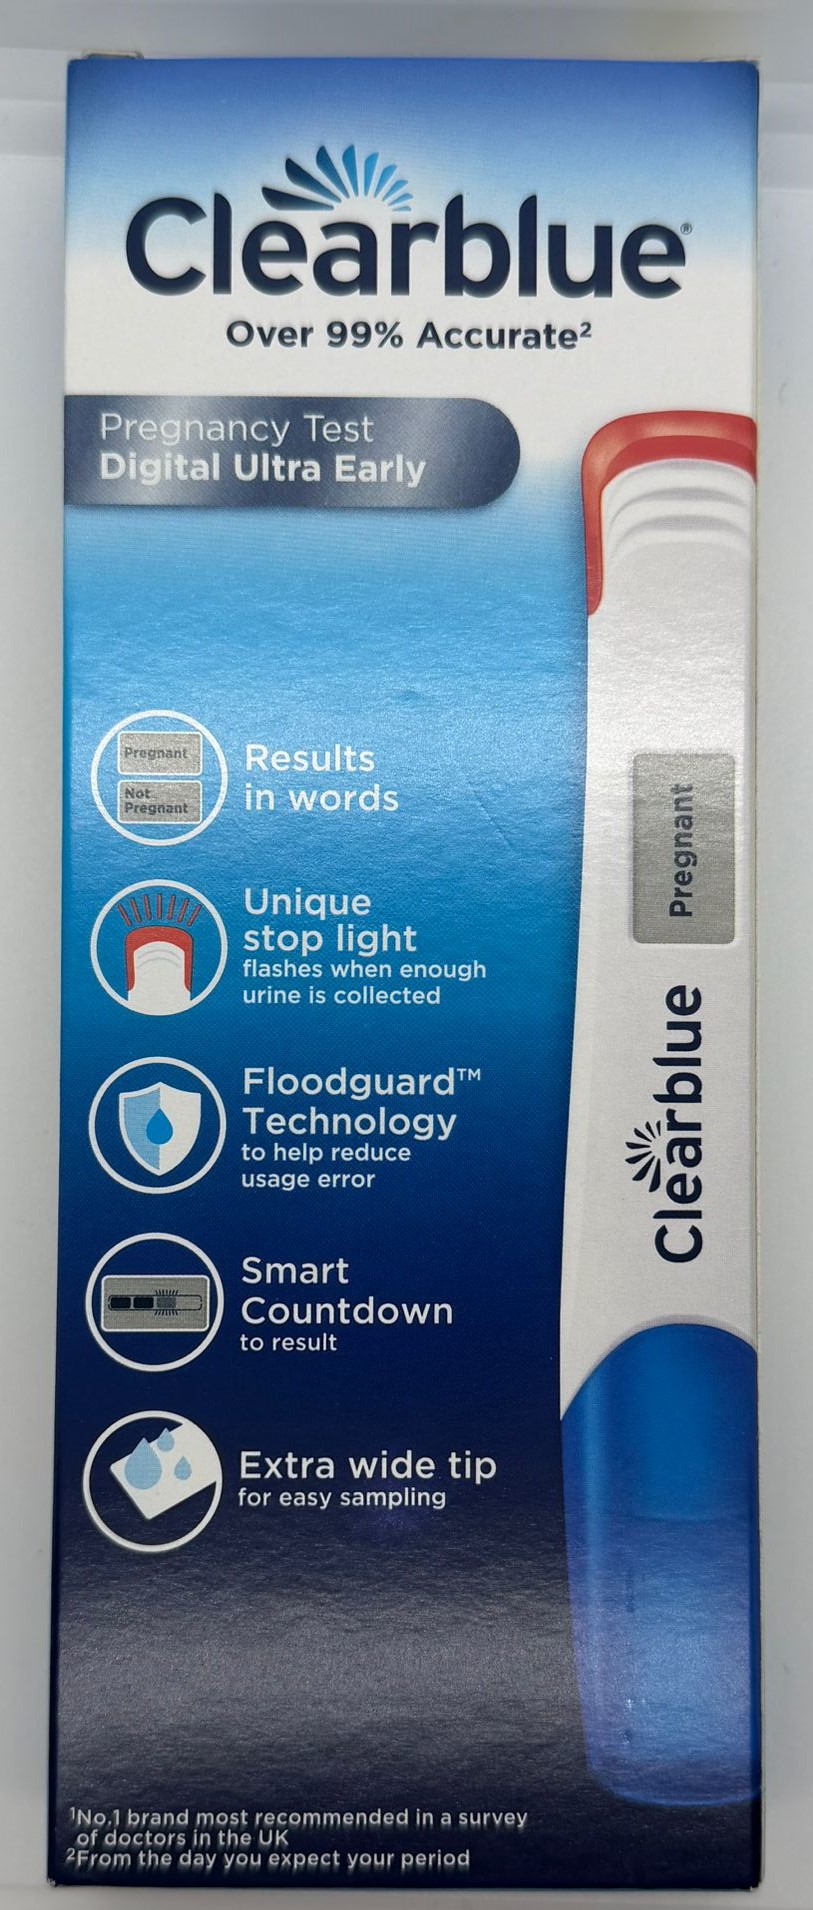 Clearblue®
Over 99% Accurate²
Pregnancy Test
Digital Ultra Early
Pregnant
Not
Pregnant
Results
in words
Unique
stop light
flashes when enough
urine is collected
Floodguard™
Technology
to help reduce
usage error
Smart
Countdown
to result
Extra wide tip
for easy sampling
Pregnant
Clearblue
¹No.1 brand most recommended in a survey
of doctors in the UK
²From the day you expect your period